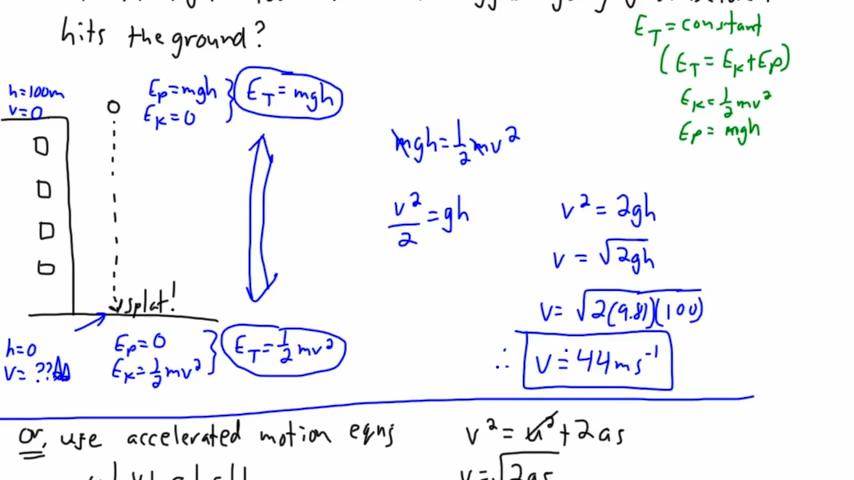 hits the ground?
E_T = constant
(E_T = E_K + E_P)
E_K = ½mv²
E_P = mgh
h=100m
v=0
E_P = mgh
E_K = 0
E_T = mgh
mgh = ½mv²
v²/2 = gh
v² = 2gh
v = √2gh
v = √2(9.81)(100)
∴ v ≐ 44ms⁻¹
splat!
h=0
v= ??
E_P = 0
E_K = ½mv²
E_T = ½mv²
or, use accelerated motion eqns
v² = u² + 2as
v = √2as